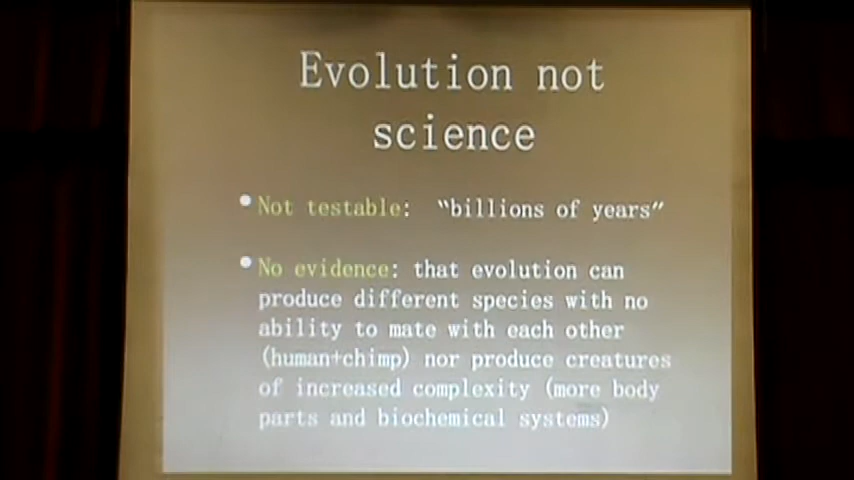 Evolution not
science
• Not testable: “billions of years”
• No evidence: that evolution can
produce different species with no
ability to mate with each other
(human+chimp) nor produce creatures
of increased complexity (more body
parts and biochemical systems)